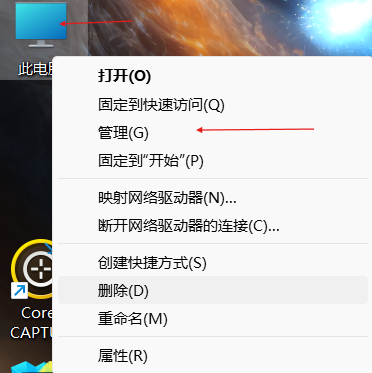 此电脑
打开(O)
固定到快速访问(Q)
管理(G)
固定到"开始"(P)
映射网络驱动器(N)...
断开网络驱动器的连接(C)...
创建快捷方式(S)
删除(D)
重命名(M)
属性(R)
Core
CAPTU